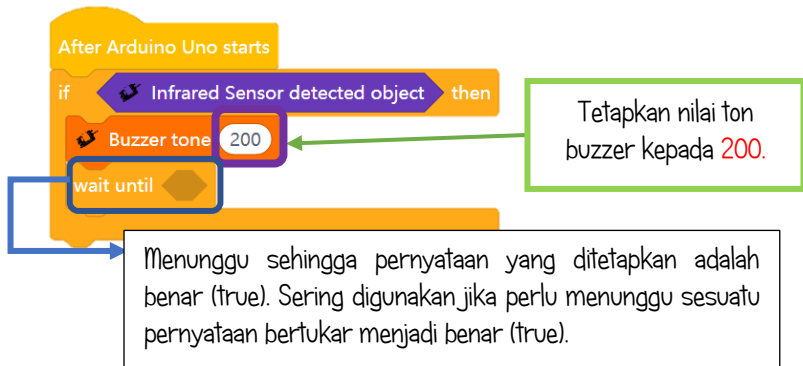 After Arduino Uno starts
if Infrared Sensor detected object then
Buzzer tone 200
wait until
Tetapkan nilai ton
buzzer kepada 200.
Menunggu sehingga pernyataan yang ditetapkan adalah
benar (true). Sering digunakan jika perlu menunggu sesuatu
pernyataan bertukar menjadi benar (true).